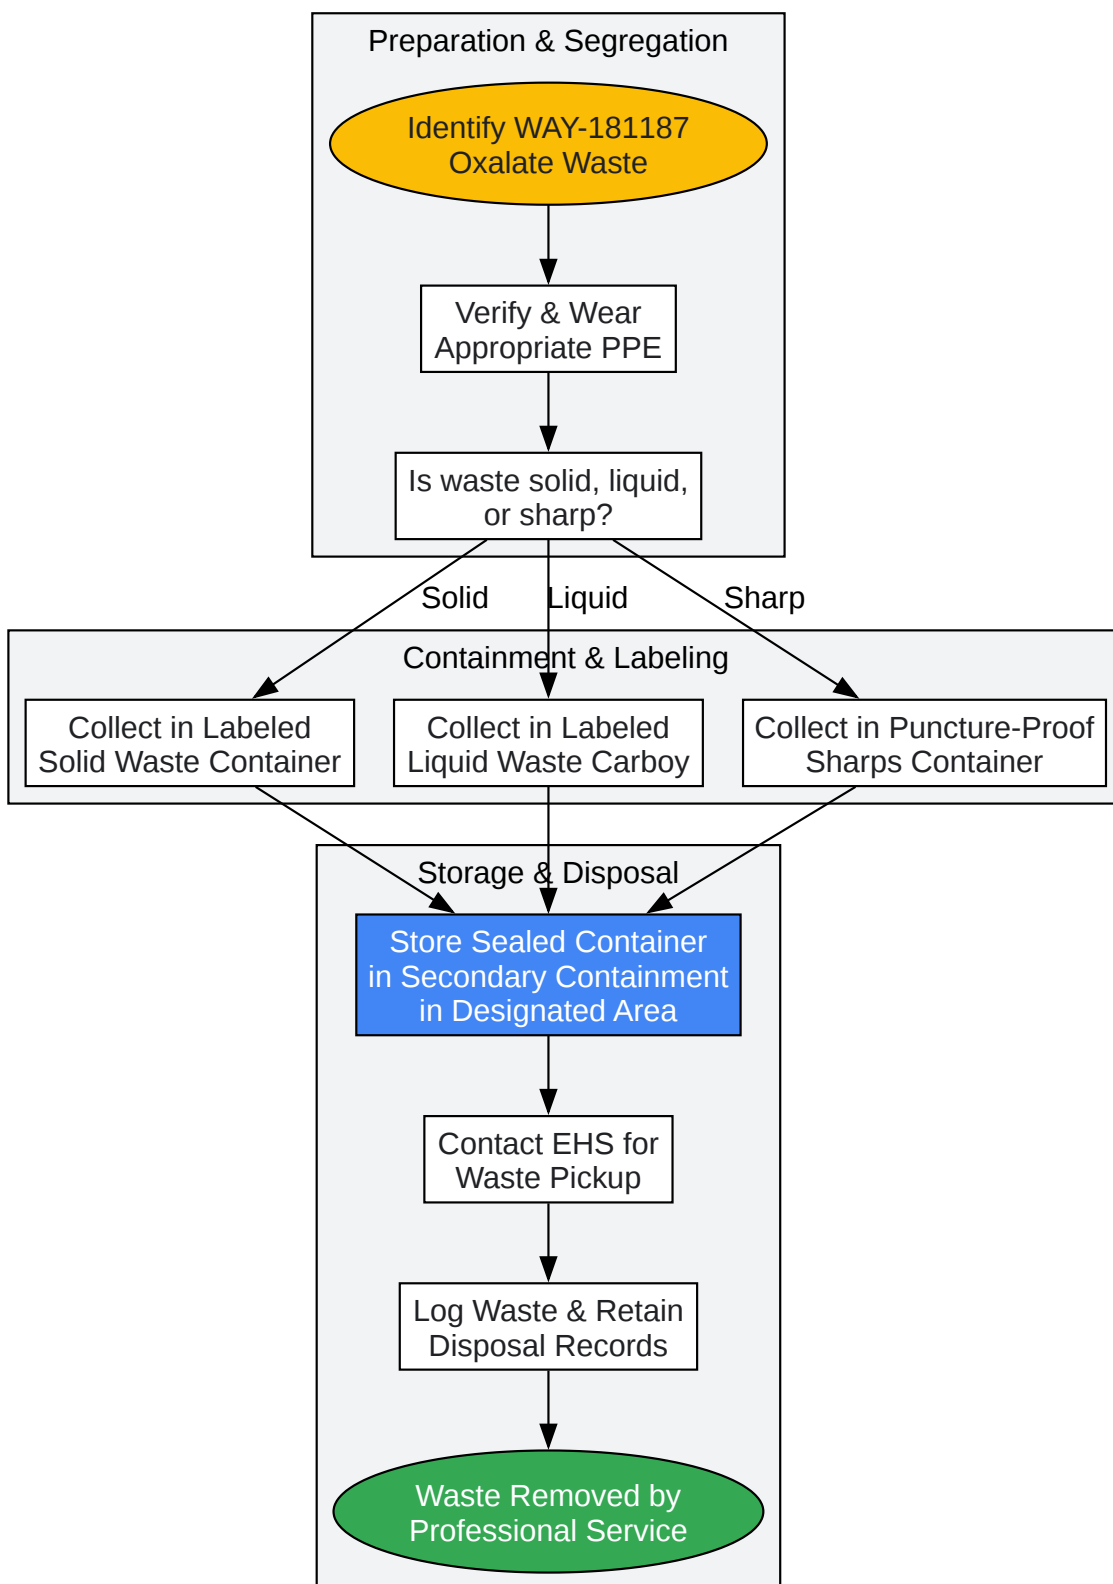 Preparation & Segregation
Identify WAY-181187
Oxalate Waste
Verify & Wear
Appropriate PPE
Is waste solid, liquid,
or sharp?
Solid
Liquid
Sharp
Containment & Labeling
Collect in Labeled
Solid Waste Container
Collect in Labeled
Liquid Waste Carboy
Collect in Puncture-Proof
Sharps Container
Storage & Disposal
Store Sealed Container
in Secondary Containment
in Designated Area
Contact EHS for
Waste Pickup
Log Waste & Retain
Disposal Records
Waste Removed by
Professional Service